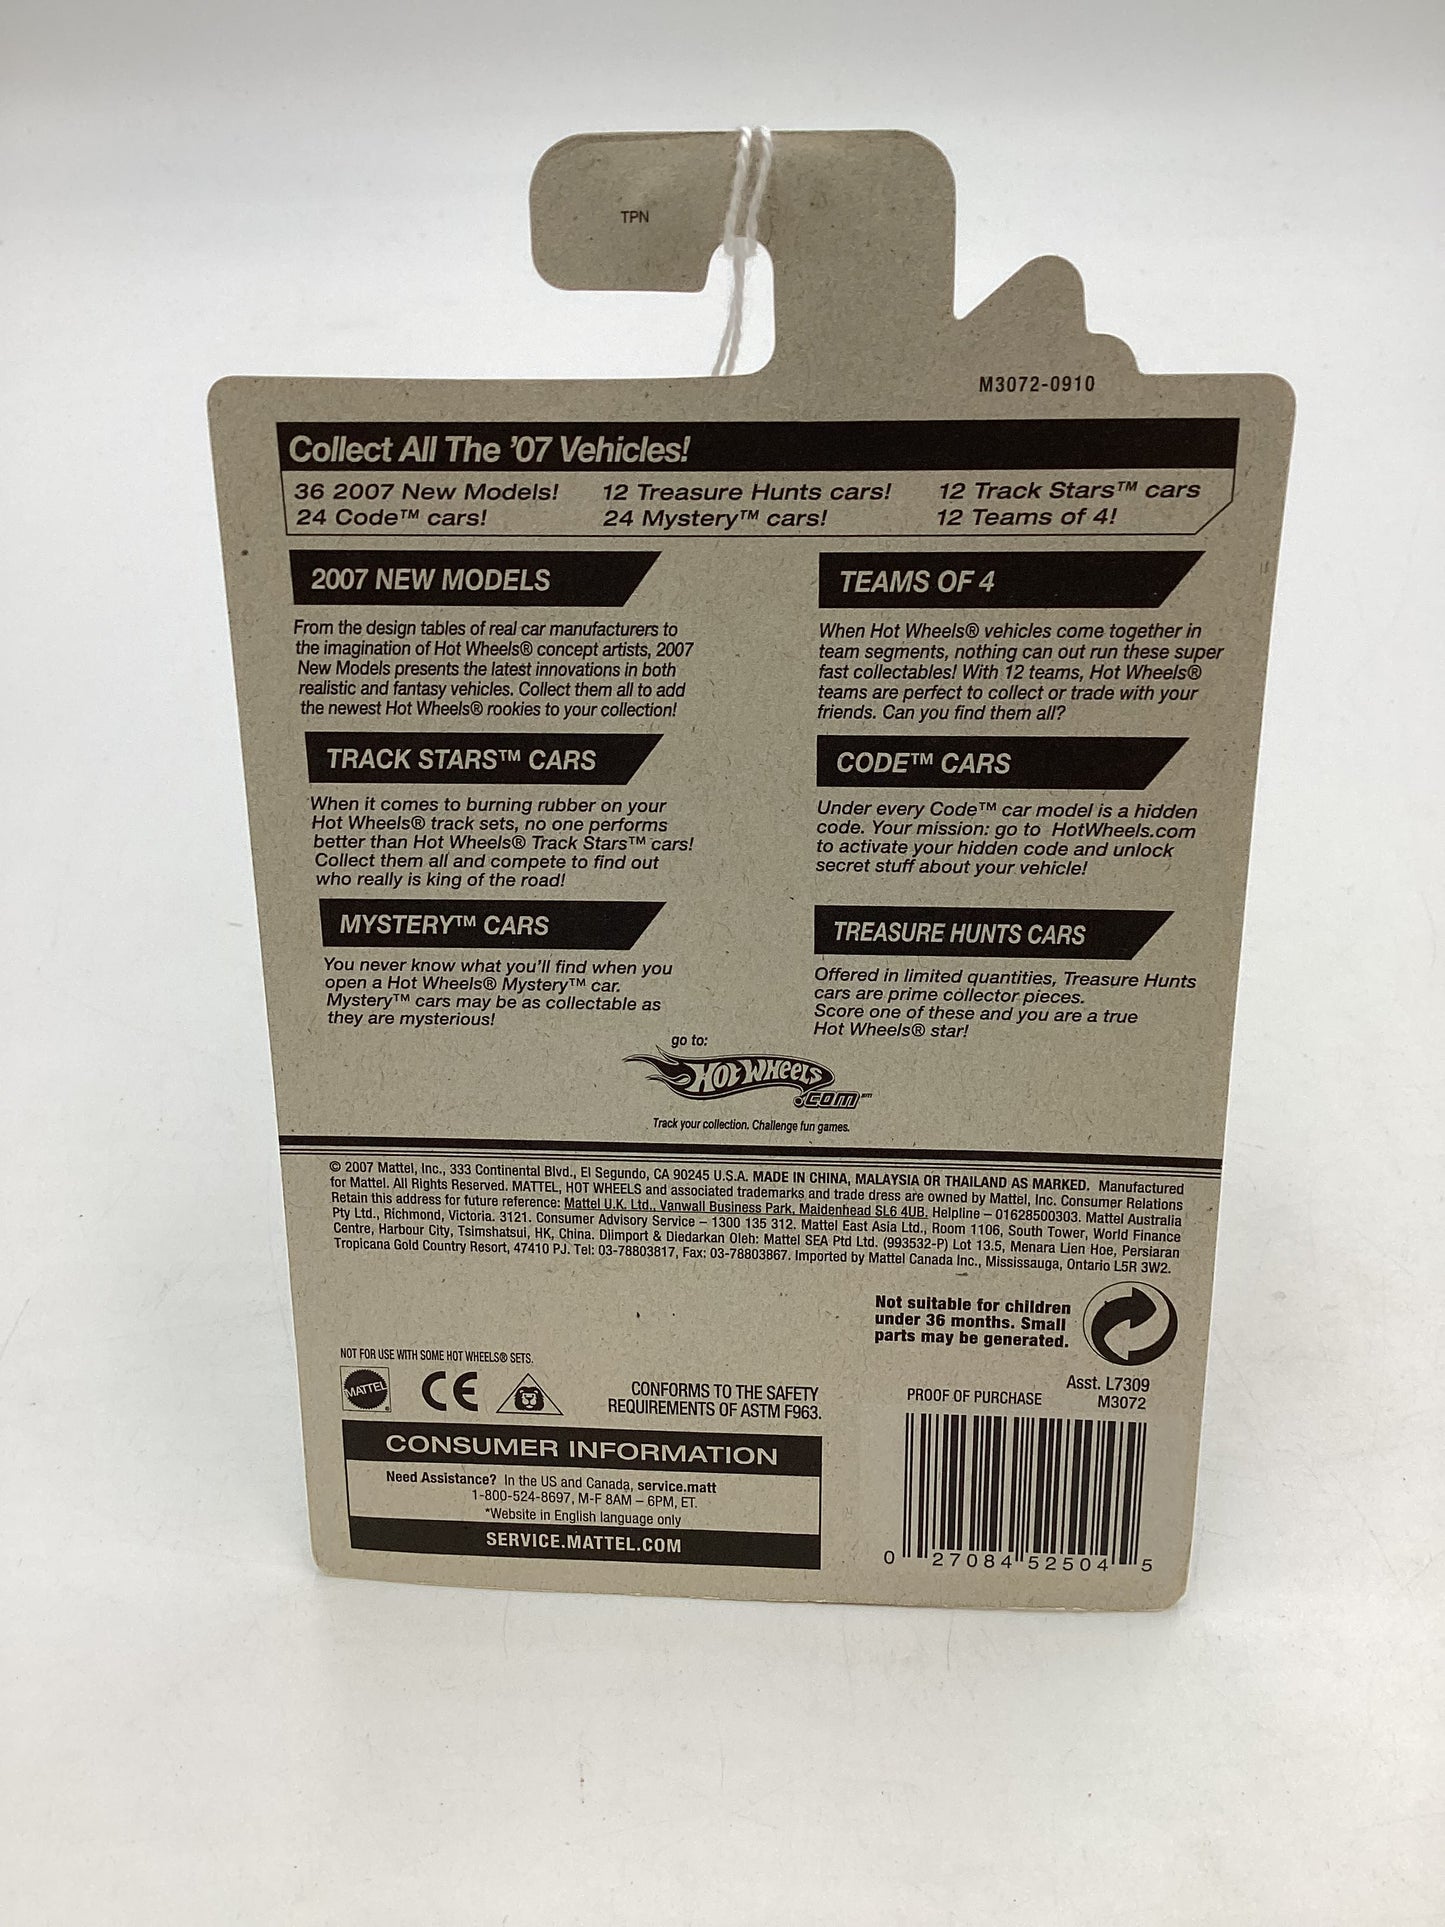 TPN
M3072-0910
Collect All The '07 Vehicles!
36 2007 New Models! 12 Treasure Hunts cars! 12 Track Stars™ cars
24 Code™ cars! 24 Mystery™ cars! 12 Teams of 4!
2007 NEW MODELS
From the design tables of real car manufacturers to
the imagination of Hot Wheels® concept artists, 2007
New Models presents the latest innovations in both
realistic and fantasy vehicles. Collect them all to add
the newest Hot Wheels® rookies to your collection!
TEAMS OF 4
When Hot Wheels® vehicles come together in
team segments, nothing can out run these super
fast collectables! With 12 teams, Hot Wheels®
teams are perfect to collect or trade with your
friends. Can you find them all?
TRACK STARS™ CARS
When it comes to burning rubber on your
Hot Wheels® track sets, no one performs
better than Hot Wheels® Track Stars™ cars!
Collect them all and compete to find out
who really is king of the road!
CODE™ CARS
Under every Code™ car model is a hidden
code. Your mission: go to HotWheels.com
to activate your hidden code and unlock
secret stuff about your vehicle!
MYSTERY™ CARS
You never know what you'll find when you
open a Hot Wheels® Mystery™ car.
Mystery™ cars may be as collectable as
they are mysterious!
TREASURE HUNTS CARS
Offered in limited quantities, Treasure Hunts
cars are prime collector pieces.
Score one of these and you are a true
Hot Wheels® star!
go to:
HOT WHEELS
.COM℠
Track your collection. Challenge fun games.
© 2007 Mattel, Inc., 333 Continental Blvd., El Segundo, CA 90245 U.S.A. MADE IN CHINA, MALAYSIA OR THAILAND AS MARKED. Manufactured
for Mattel. All Rights Reserved. MATTEL, HOT WHEELS and associated trademarks and trade dress are owned by Mattel, Inc. Consumer Relations
Retain this address for future reference: Mattel U.K. Ltd., Vanwall Business Park, Maidenhead SL6 4UB. Helpline – 01628500303. Mattel Australia
Pty Ltd., Richmond, Victoria. 3121. Consumer Advisory Service – 1300 135 312. Mattel East Asia Ltd., Room 1106, South Tower, World Finance
Centre, Harbour City, Tsimshatsui, HK, China. Diimport & Diedarkan Oleh: Mattel SEA Ptd Ltd. (993532-P) Lot 13.5, Menara Lien Hoe, Persiaran
Tropicana Gold Country Resort, 47410 PJ. Tel: 03-78803817, Fax: 03-78803867. Imported by Mattel Canada Inc., Mississauga, Ontario L5R 3W2.
Not suitable for children
under 36 months. Small
parts may be generated.
NOT FOR USE WITH SOME HOT WHEELS® SETS.
MATTEL ®
CE
CONFORMS TO THE SAFETY
REQUIREMENTS OF ASTM F963.
Asst. L7309
PROOF OF PURCHASE M3072
CONSUMER INFORMATION
Need Assistance? In the US and Canada, service.matt
1-800-524-8697, M-F 8AM – 6PM, ET.
*Website in English language only
SERVICE.MATTEL.COM
0 27084 52504 5